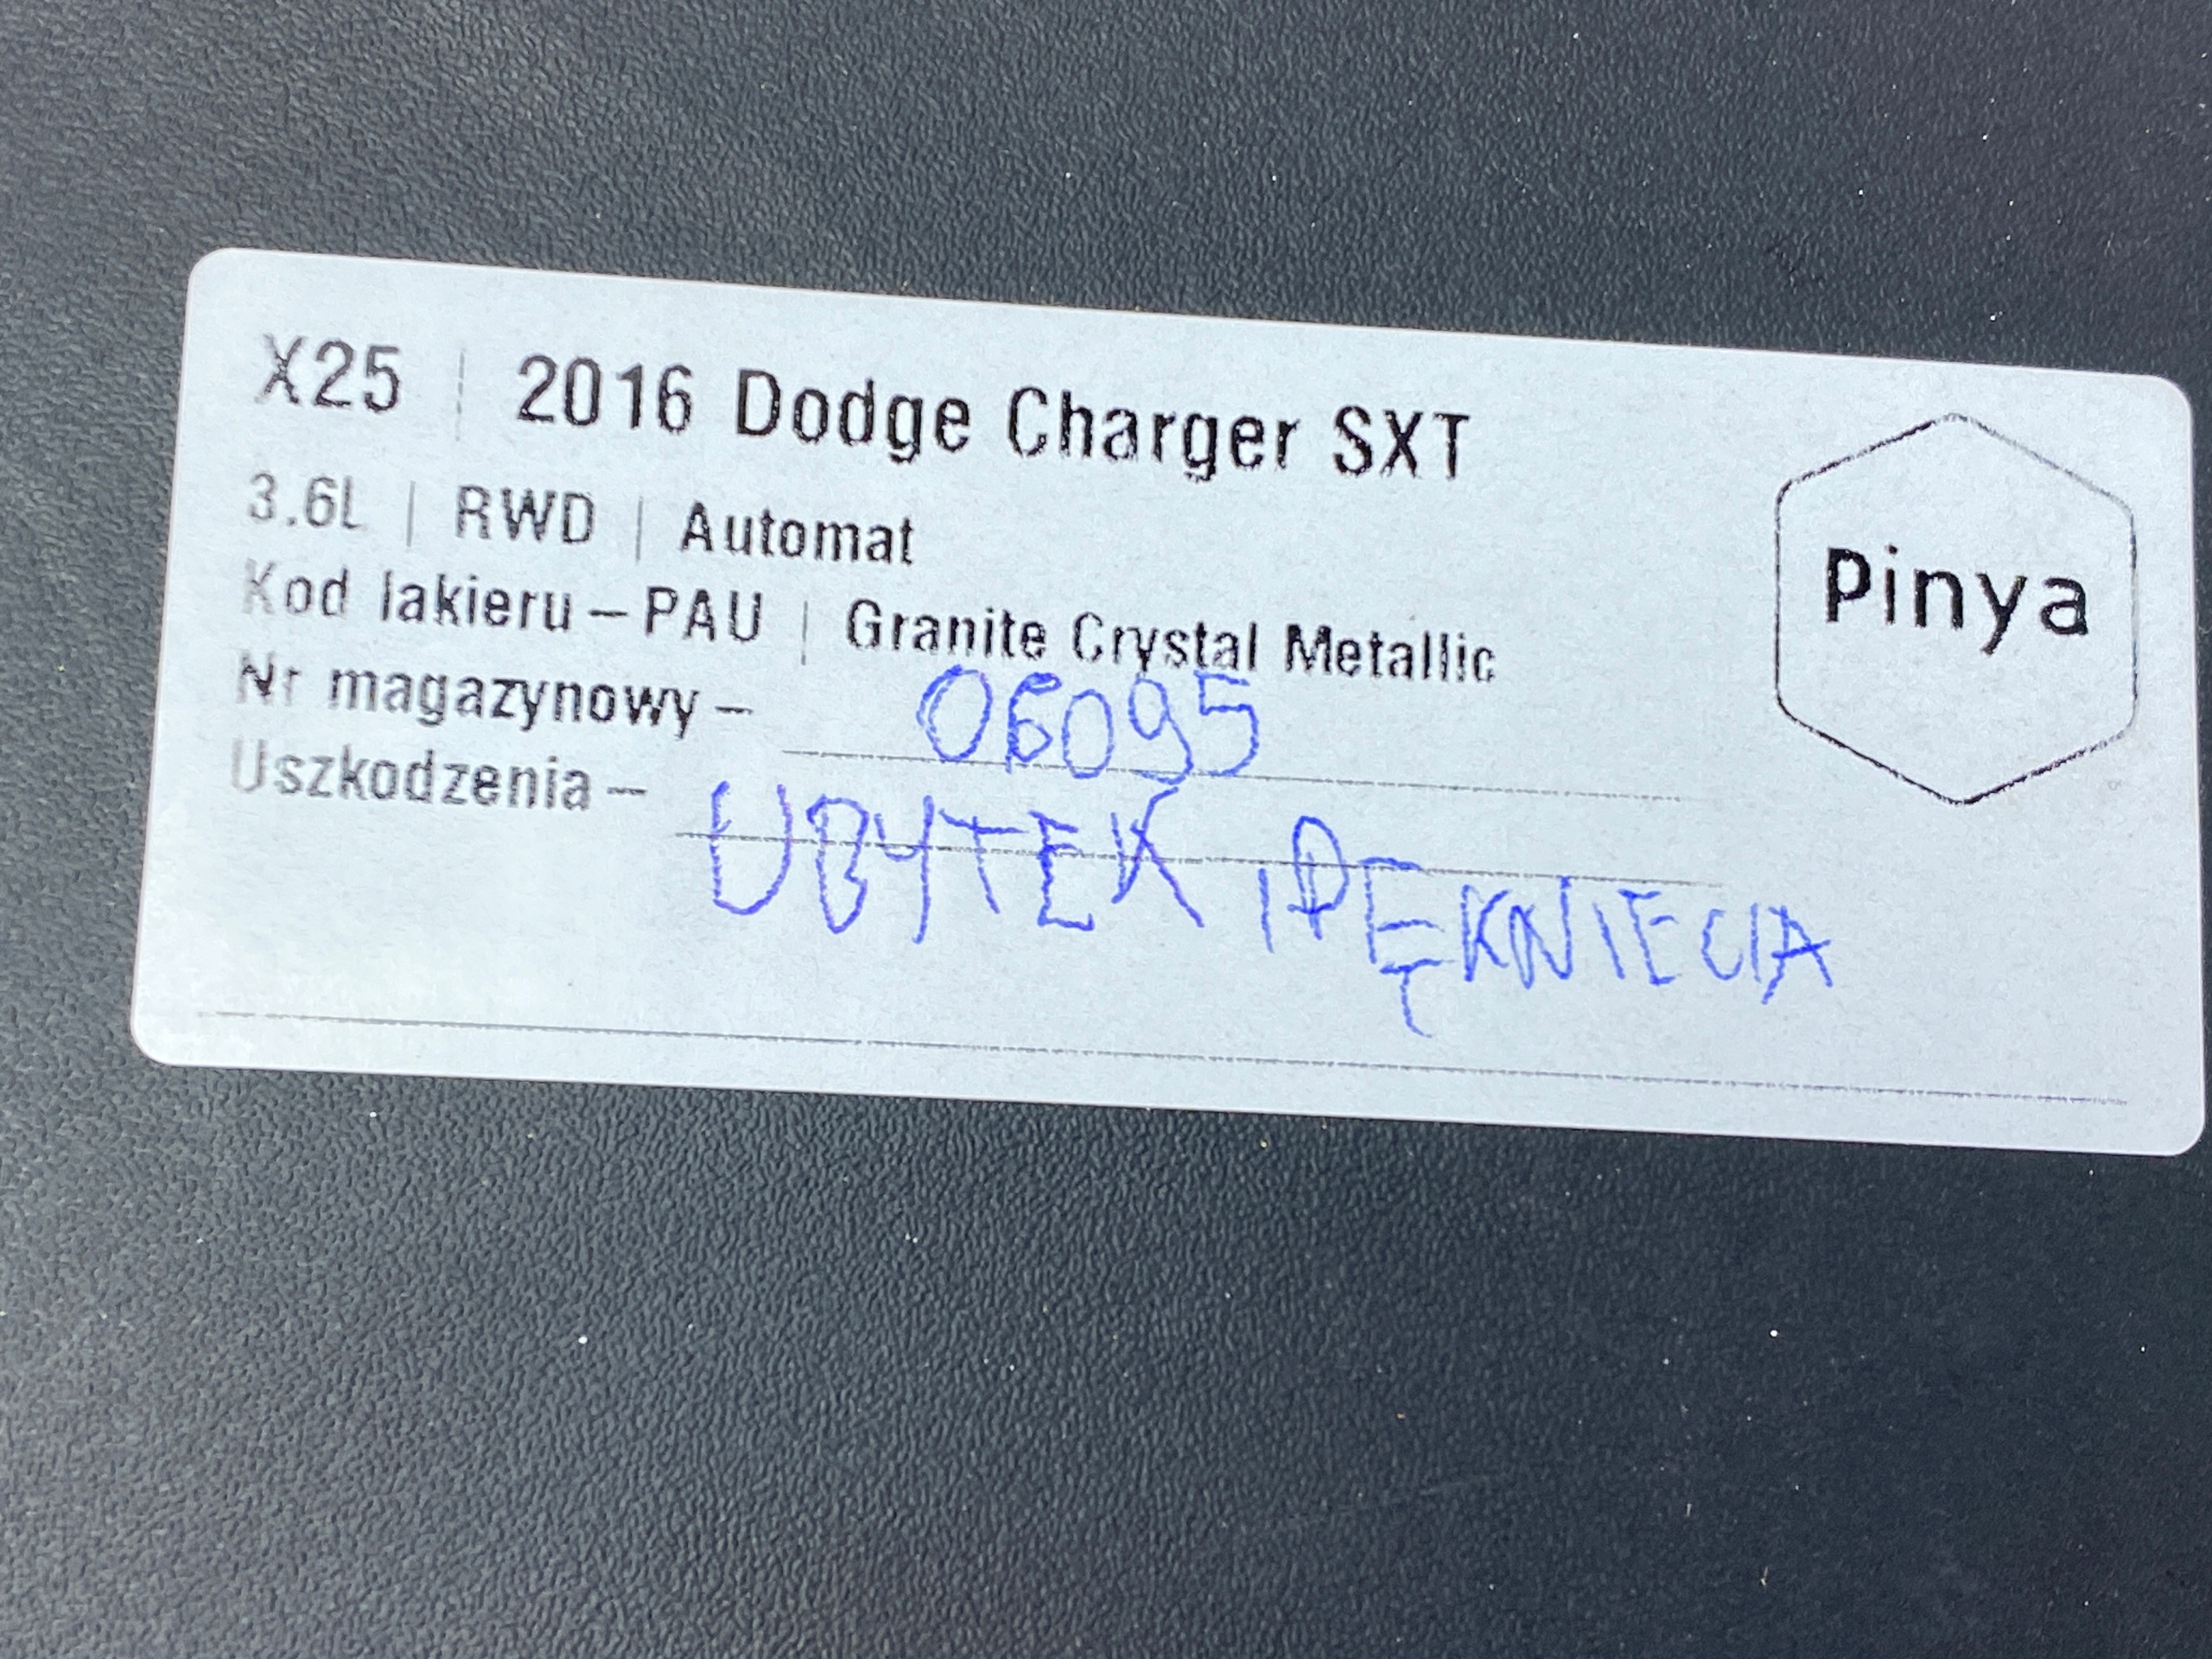 X25 | 2016 Dodge Charger SXT
3.6L | RWD | Automat
Kod lakieru – PAU | Granite Crystal Metallic
Nr magazynowy – 06095
Uszkodzenia – UBYTEK I PĘKNIECIA
Pinya